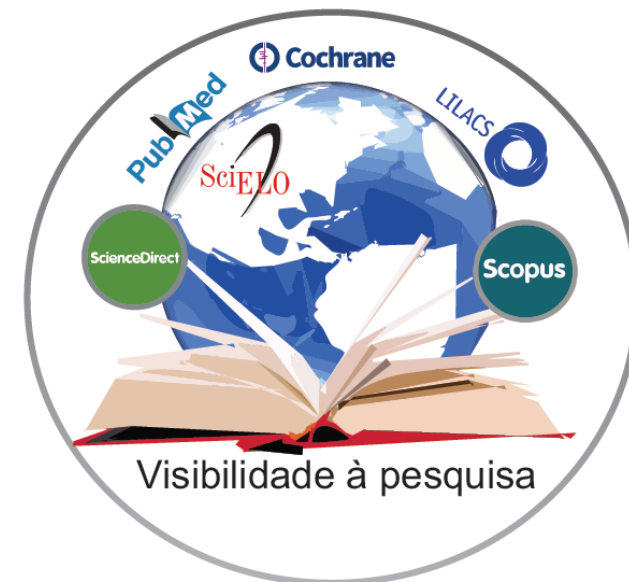 Cochrane
PubMed
LILACS
SciELO
ScienceDirect
Scopus
Visibilidade à pesquisa